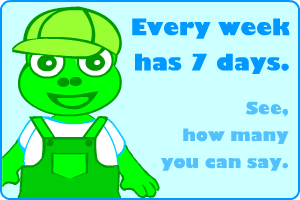 Every week
has 7 days.
See,
how many
you can say.